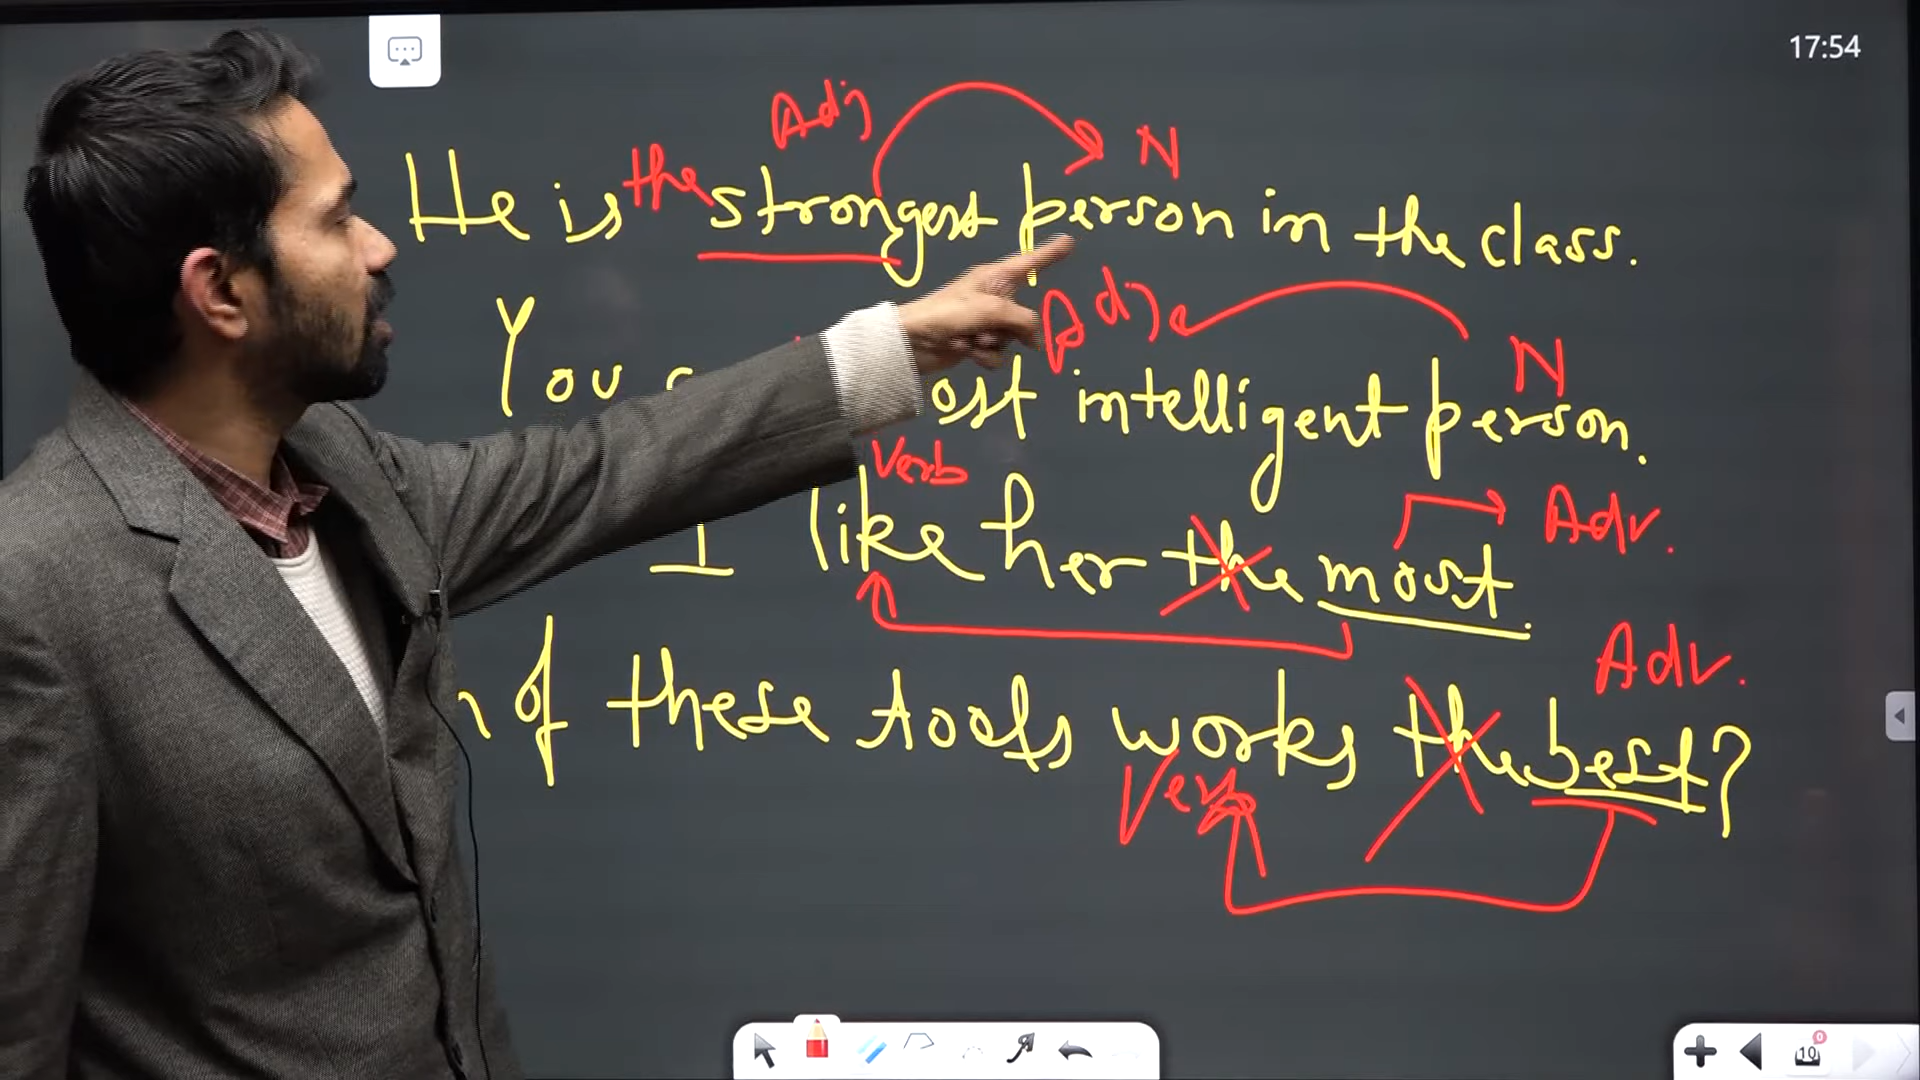 17:54
Adj N
He is the strongest person in the class.
Adj N
You intelligent person.
Verb Adv.
I like her the most.
Adv.
of these tools works the best?
Verb
10